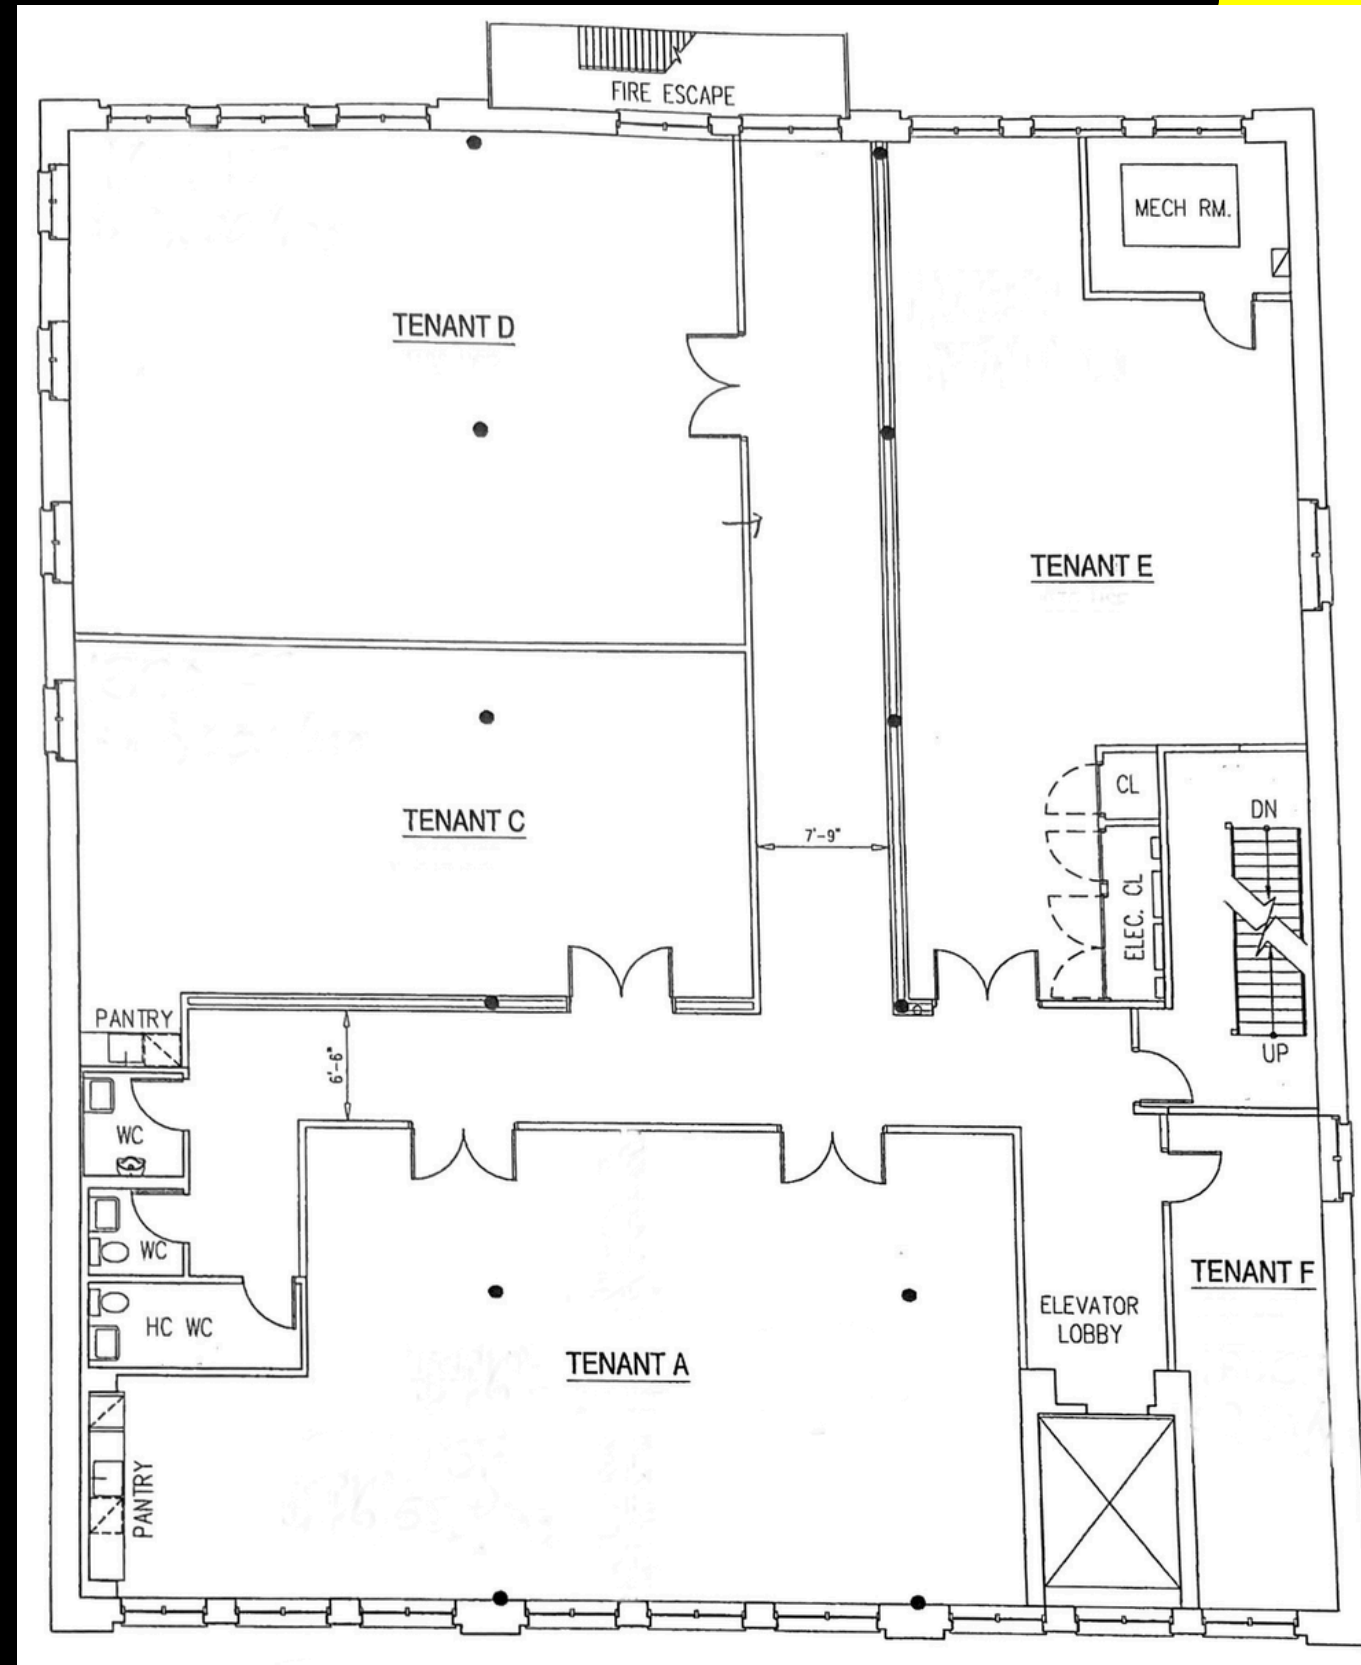 FIRE ESCAPE
MECH RM.
TENANT D
TENANT E
CL
DN
TENANT C
7'-9"
ELEC. CL
PANTRY
6'-6"
UP
WC
WC
TENANT F
HC WC
ELEVATOR
LOBBY
TENANT A
PANTRY